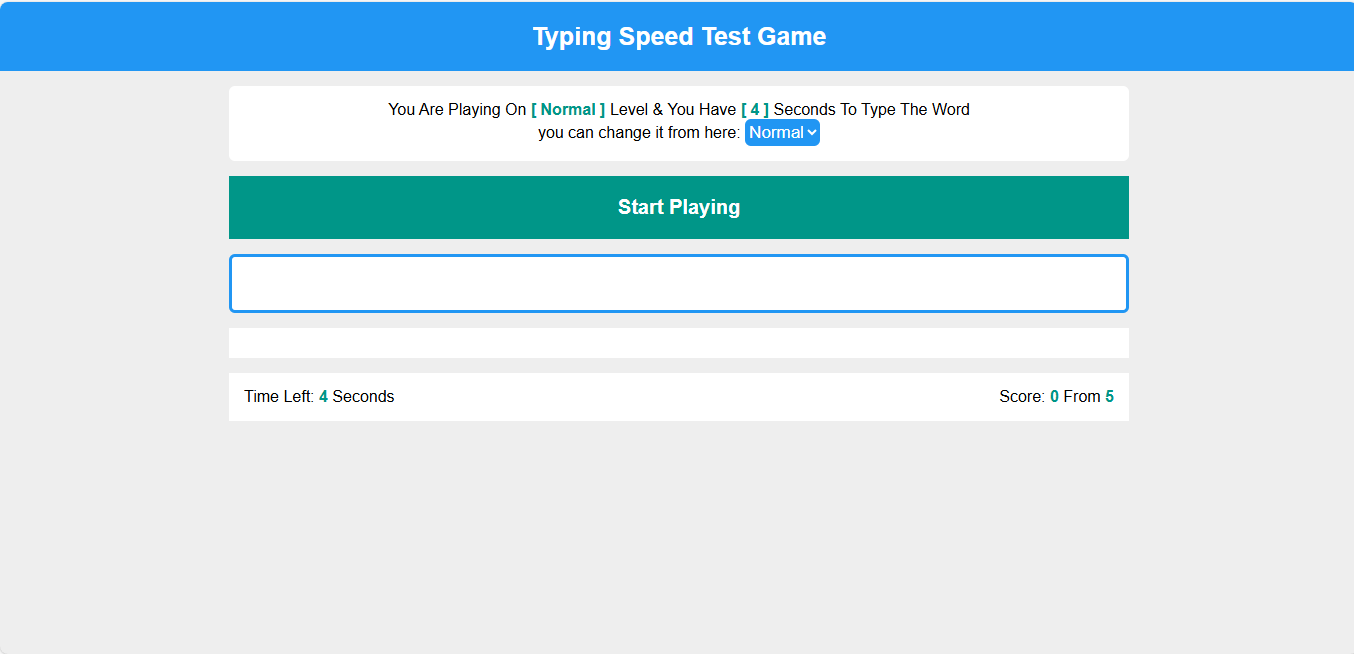 Typing Speed Test Game
You Are Playing On [ Normal ] Level & You Have [ 4 ] Seconds To Type The Word
you can change it from here: Normal
Start Playing
Time Left: 4 Seconds
Score: 0 From 5